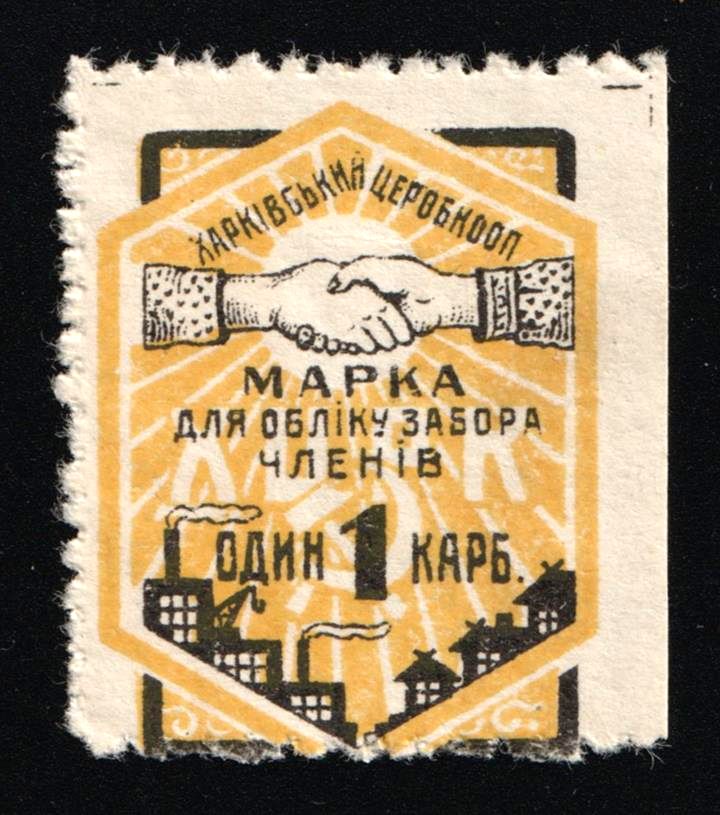 ХАРКІВСЬКИЙ ЦЕРОБКООП
МАРКА
ДЛЯ ОБЛІКУ ЗАБОРА
ЧЛЕНІВ
ОДИН 1 КАРБ.